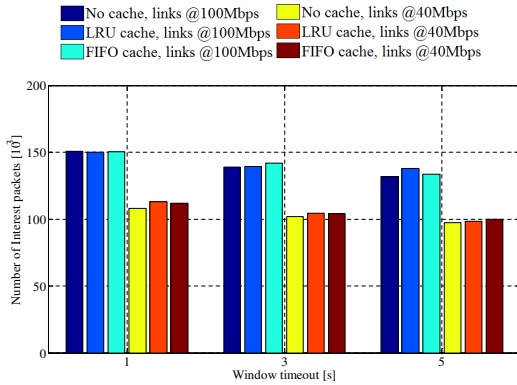 No cache, links @100Mbps
No cache, links @40Mbps
LRU cache, links @100Mbps
LRU cache, links @40Mbps
FIFO cache, links @100Mbps
FIFO cache, links @40Mbps
Number of Interest packets [10^3]
200
150
100
50
0
1
3
5
Window timeout [s]